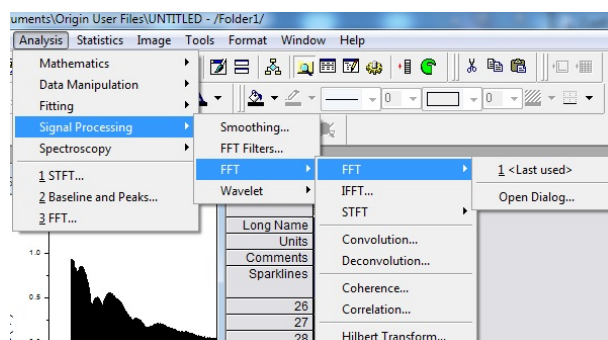 uments\Origin User Files\UNTITLED - /Folder1/
Analysis Statistics Image Tools Format Window Help
Mathematics
Data Manipulation
Fitting
Signal Processing
Spectroscopy
1 STFT...
2 Baseline and Peaks...
3 FFT...
Smoothing...
FFT Filters...
FFT
Wavelet
FFT
IFFT...
STFT
Convolution...
Deconvolution...
Coherence...
Correlation...
Hilbert Transform...
1 <Last used>
Open Dialog...
0
0
Long Name
Units
Comments
Sparklines
26
27
28
1.0
0.5